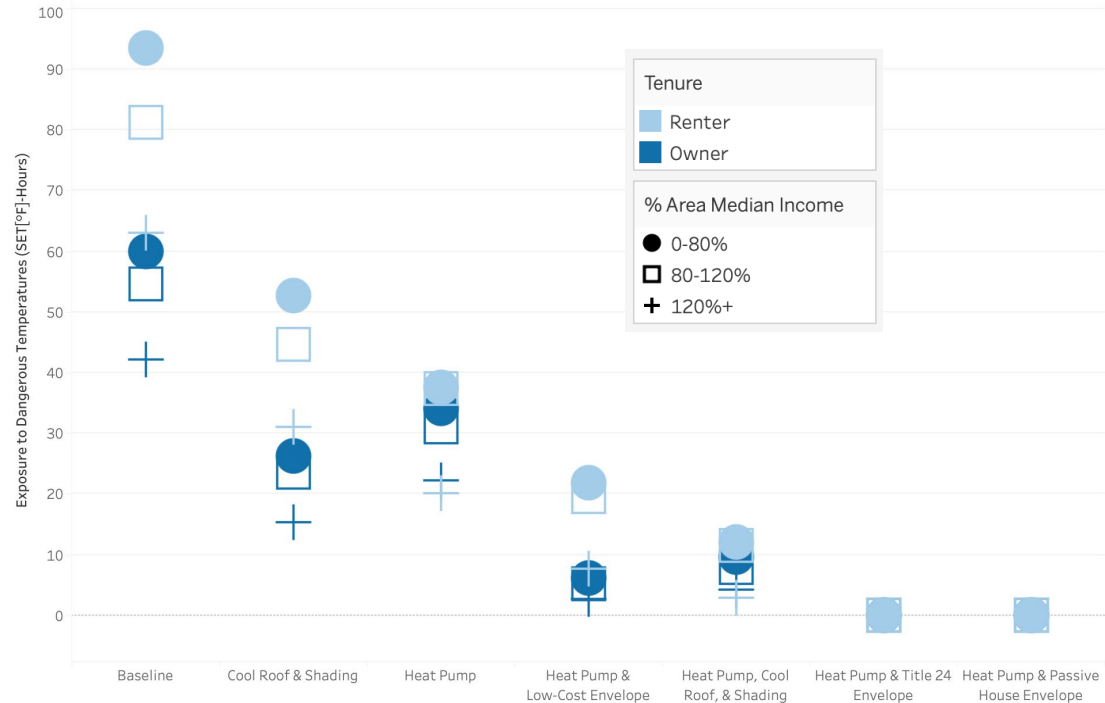 Exposure to Dangerous Temperatures (SET[°F]-Hours)
100
90
80
70
60
50
40
30
20
10
0
Tenure
Renter
Owner
% Area Median Income
0-80%
80-120%
120%+
Baseline
Cool Roof & Shading
Heat Pump
Heat Pump &
Low-Cost Envelope
Heat Pump, Cool
Roof, & Shading
Heat Pump & Title 24
Envelope
Heat Pump & Passive
House Envelope